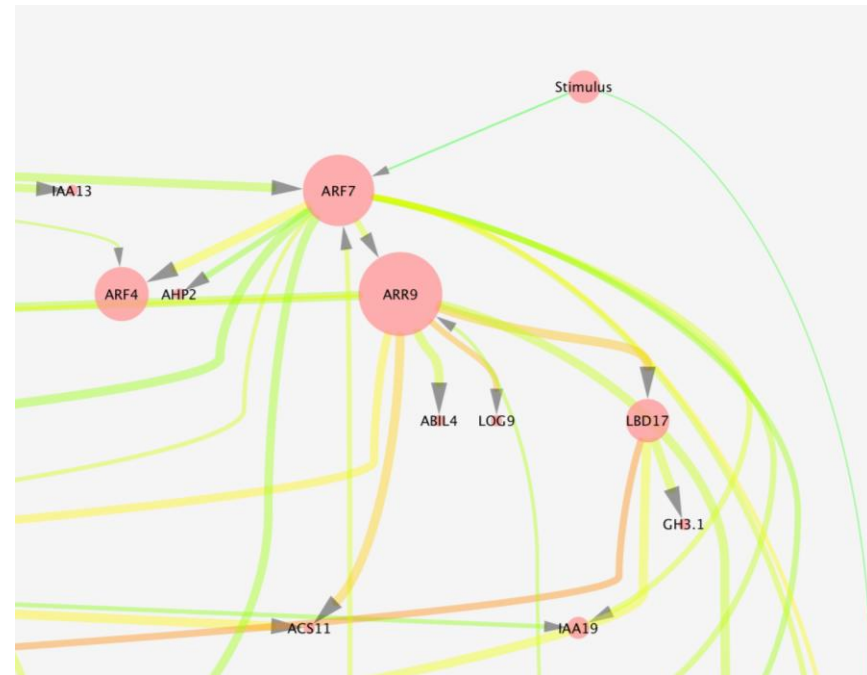 Stimulus
IAA13
ARF7
ARF4
AHP2
ARR9
ABIL4
LOG9
LBD17
GH3.1
ACS11
IAA19